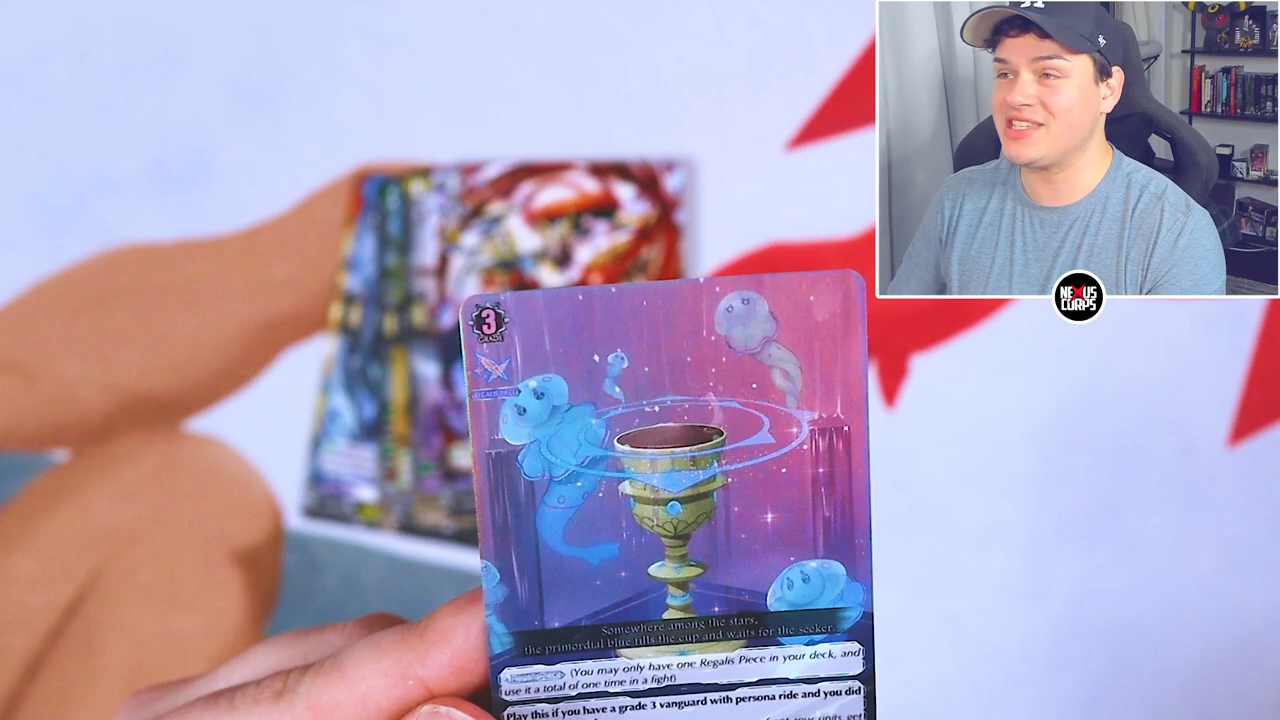 NEXUS
CORPS
3
GRADE
Somewhere among the stars,
the primordial blue fills the cup and waits for the seeker.
(You may only have one Regalis Piece in your deck, and
use it a total of one time in a fight)
Play this if you have a grade 3 vanguard with persona ride and you did